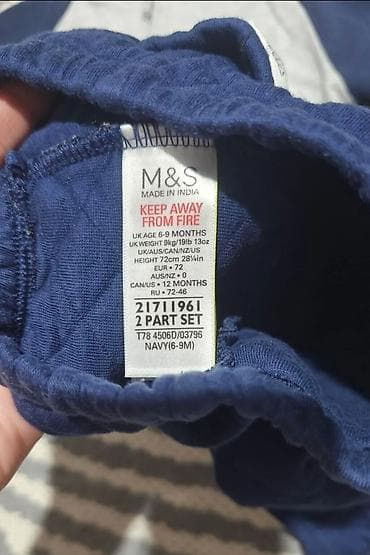 M&S
MADE IN INDIA
KEEP AWAY
FROM FIRE
UK AGE 6-9 MONTHS
UK WEIGHT 9kg/19lb 13oz
UK/AUS/CAN/NZ/US
HEIGHT 72cm 28¼in
EUR • 72
AUS/NZ • 0
CAN/US • 12 MONTHS
RU • 72-46
21711961
2 PART SET
T78 4506D/03796
NAVY(6-9M)